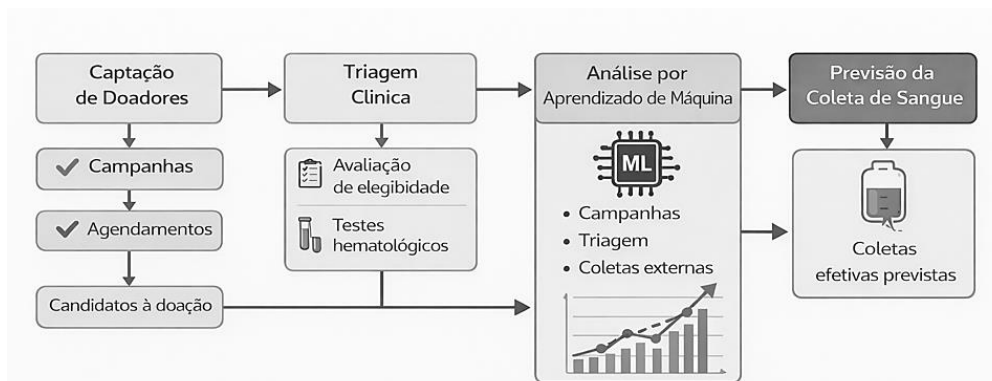 Captação
de Doadores
Campanhas
Agendamentos
Candidatos à doação
Triagem
Clinica
Avaliação
de elegibidade
Testes
hematológicos
Análise por
Aprendizado de Máquina
ML
• Campanhas
• Triagem
• Coletas externas
Previsão da
Coleta de Sangue
Coletas
efetivas previstas